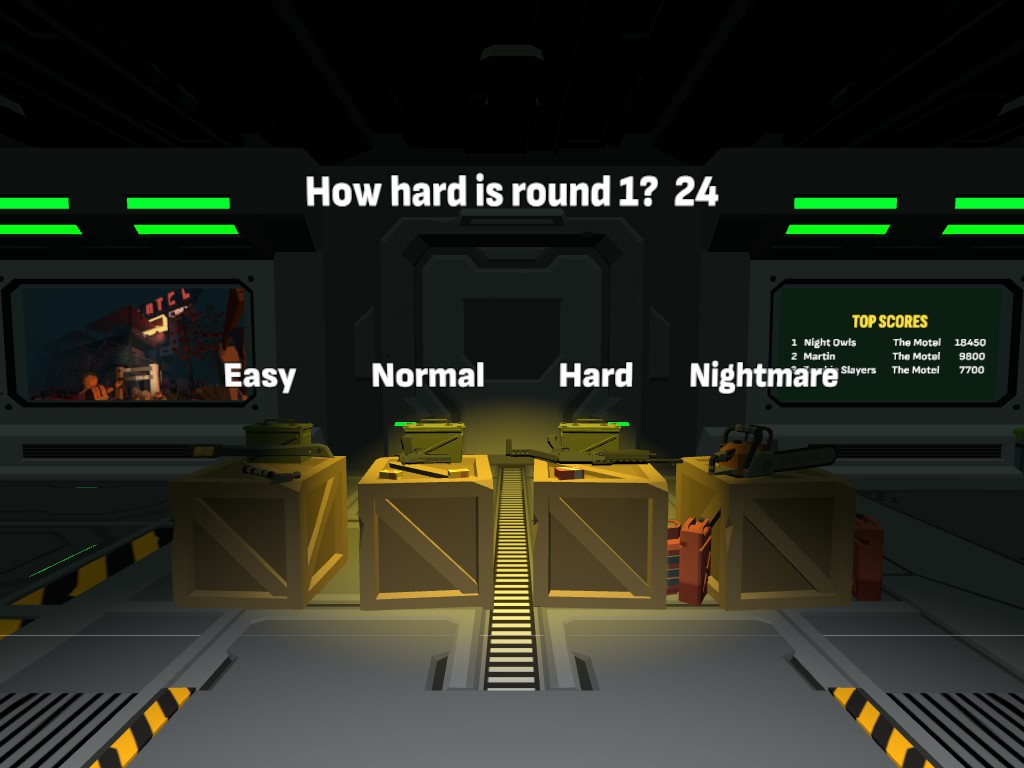 How hard is round 1? 24
TOP SCORES
1 Night Owls The Motel 18450
2 Martin The Motel 9800
Slayers The Motel 7700
Easy Normal Hard Nightmare